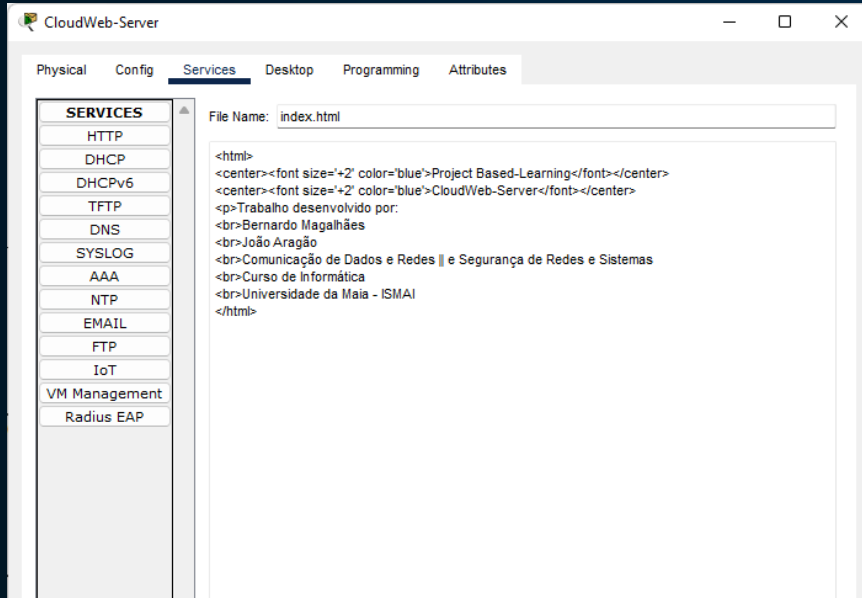 CloudWeb-Server
Physical Config Services Desktop Programming Attributes
SERVICES
HTTP
DHCP
DHCPv6
TFTP
DNS
SYSLOG
AAA
NTP
EMAIL
FTP
IoT
VM Management
Radius EAP
File Name: index.html
<html>
<center><font size='+2' color='blue'>Project Based-Learning</font></center>
<center><font size='+2' color='blue'>CloudWeb-Server</font></center>
<p>Trabalho desenvolvido por:
<br>Bernardo Magalhães
<br>João Aragão
<br>Comunicação de Dados e Redes || e Segurança de Redes e Sistemas
<br>Curso de Informática
<br>Universidade da Maia - ISMAI
</html>